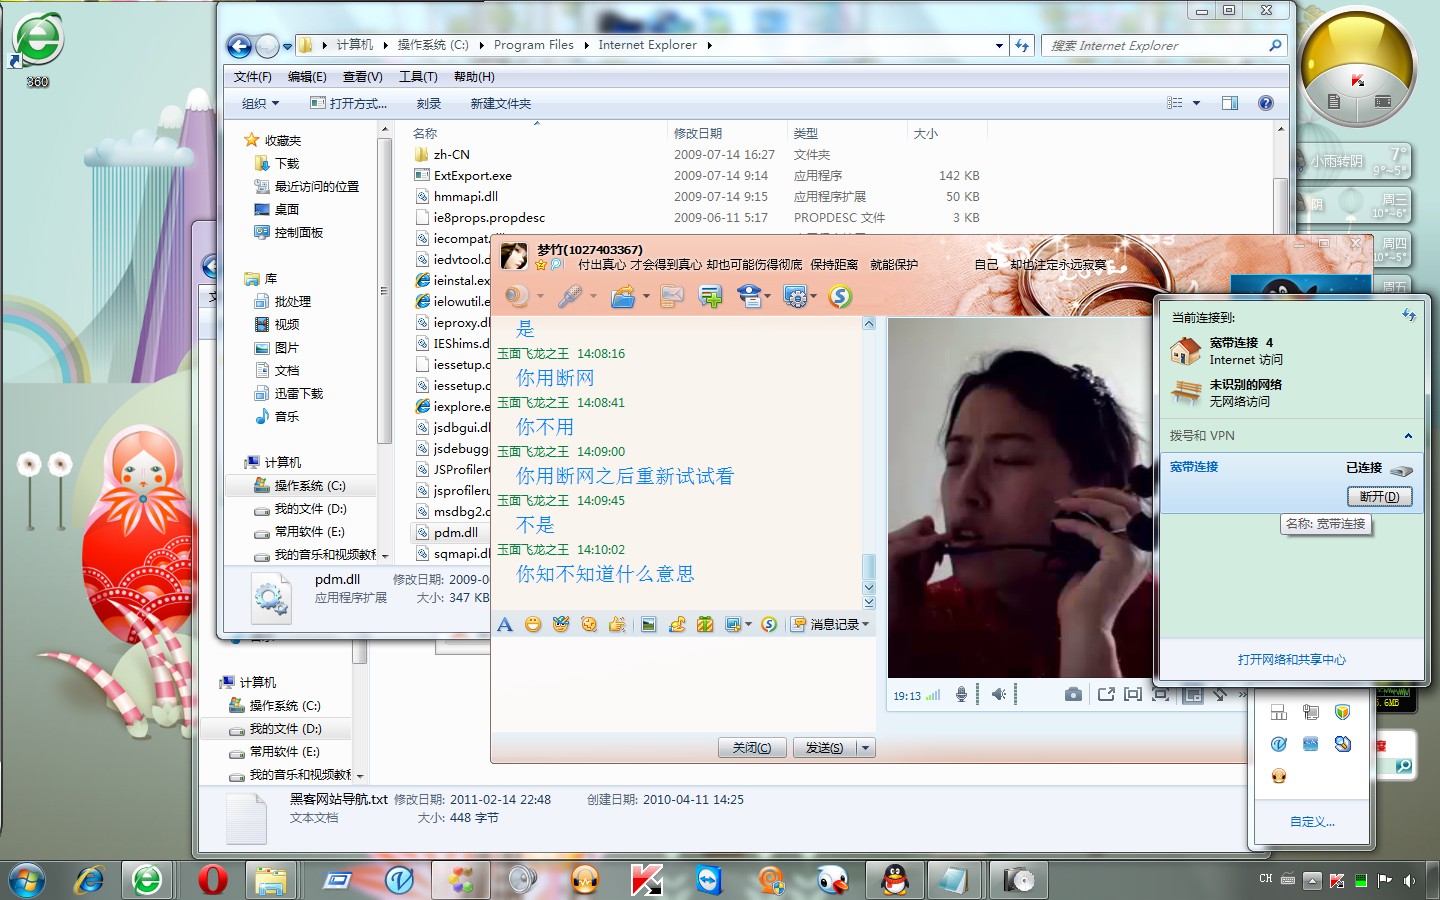 360
计算机 操作系统 (C:) Program Files Internet Explorer
搜索 Internet Explorer
文件(F) 编辑(E) 查看(V) 工具(T) 帮助(H)
组织 打开方式... 刻录 新建文件夹
收藏夹
下载
最近访问的位置
桌面
控制面板
库
批处理
视频
图片
文档
迅雷下载
音乐
计算机
操作系统 (C:)
我的文件 (D:)
常用软件 (E:)
名称 修改日期 类型 大小
zh-CN 2009-07-14 16:27 文件夹
ExtExport.exe 2009-07-14 9:14 应用程序 142 KB
hmmapi.dll 2009-07-14 9:15 应用程序扩展 50 KB
ie8props.propdesc 2009-06-11 5:17 PROPDESC 文件 3 KB
iecompat.
iedvtool.d
ieinstal.ex
ielowutil.e
ieproxy.dl
IEShims.d
iessetup.c
iessetup.c
iexplore.e
jsdbgui.dl
jsdebugg
JSProfiler
jsprofileru
msdbg2.c
pdm.dll
sqmapi.dl
pdm.dll 修改日期: 2009-0
应用程序扩展 大小: 347 KB
梦竹(1027403367)
付出真心 才会得到真心 却也可能伤得彻底 保持距离 就能保护 自己 却也注定永远寂寞
是
玉面飞龙之王 14:08:16
你用断网
玉面飞龙之王 14:08:41
你不用
玉面飞龙之王 14:09:00
你用断网之后重新试试看
玉面飞龙之王 14:09:45
不是
玉面飞龙之王 14:10:02
你知不知道什么意思
消息记录
关闭(C) 发送(S)
19:13
当前连接到:
宽带连接 4
Internet 访问
未识别的网络
无网络访问
拨号和 VPN
宽带连接 已连接
断开(D)
名称: 宽带连接
打开网络和共享中心
自定义...
小雨转阴 7°
9°~5°
阴 周三
10°~6°
周四
10°~5°
周五
计算机
操作系统 (C:)
我的文件 (D:)
常用软件 (E:)
黑客网站导航.txt 修改日期: 2011-02-14 22:48 创建日期: 2010-04-11 14:25
文本文档 大小: 448 字节
CH